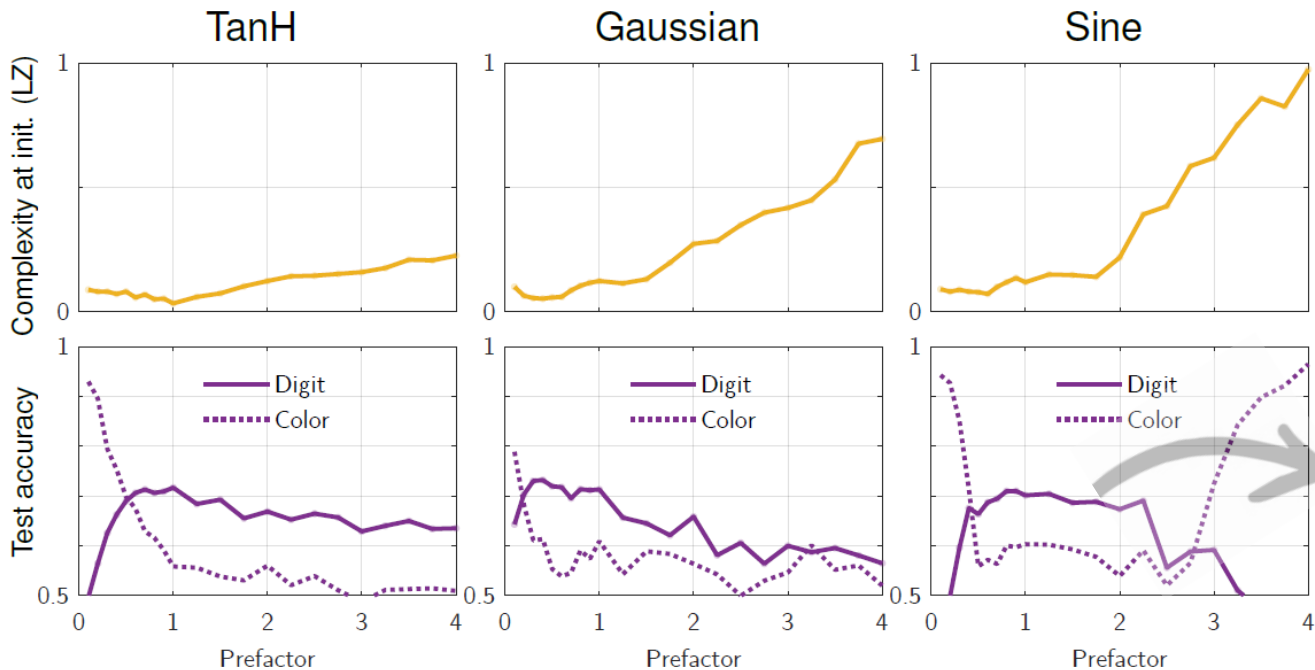 TanH
Gaussian
Sine
Complexity at init. (LZ)
1
0
1
0
1
0
Test accuracy
1
0.5
Digit
Color
0 1 2 3 4
Prefactor
1
0.5
Digit
Color
0 1 2 3 4
Prefactor
1
0.5
Digit
Color
0 1 2 3 4
Prefactor